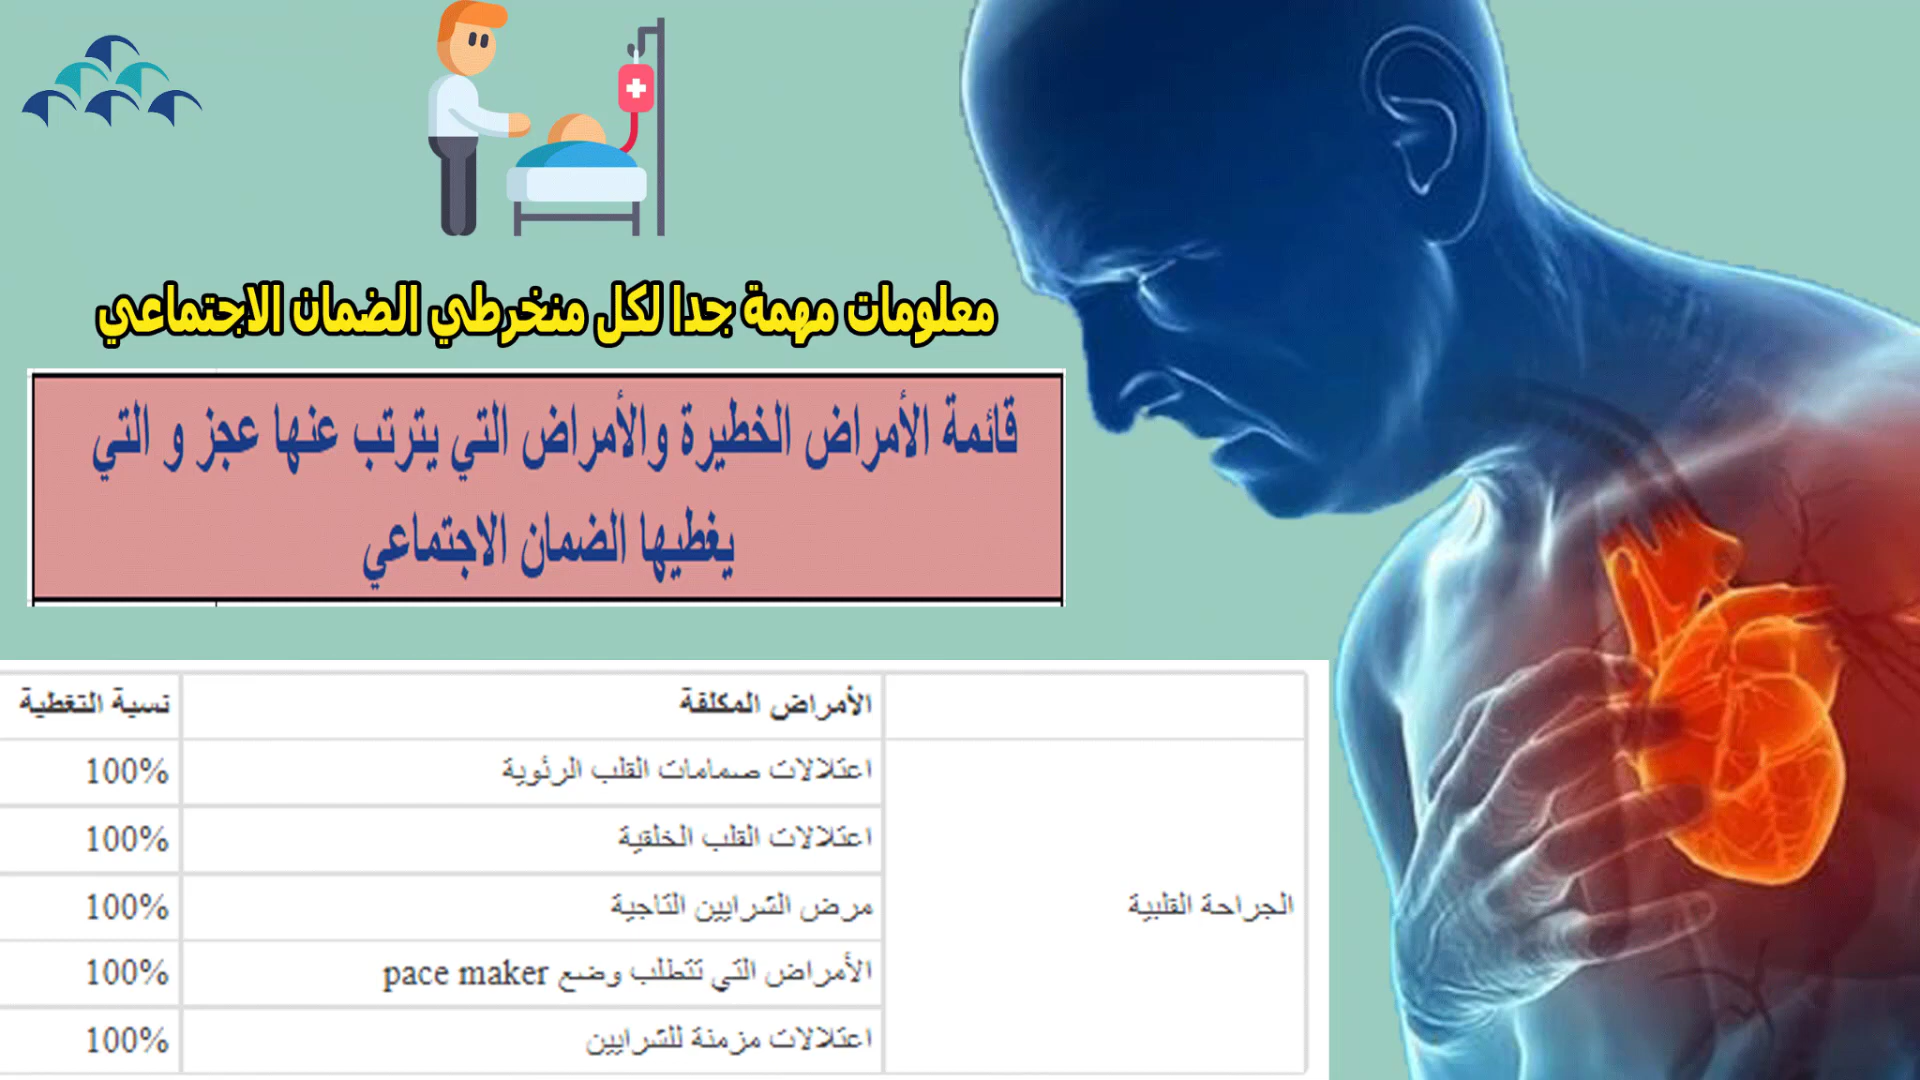 معلومات مهمة جدا لكل منخرطي الضمان الاجتماعي
قائمة الأمراض الخطيرة والأمراض التي يترتب عنها عجز و التي
يغطيها الضمان الاجتماعي
الأمراض المكلفة نسبة التغطية
اعتلالات صمامات القلب الرئوية 100%
اعتلالات القلب الخلقية 100%
الجراحة القلبية مرض الشرايين التاجية 100%
الأمراض التي تتطلب وضع pace maker 100%
اعتلالات مزمنة للشرايين 100%